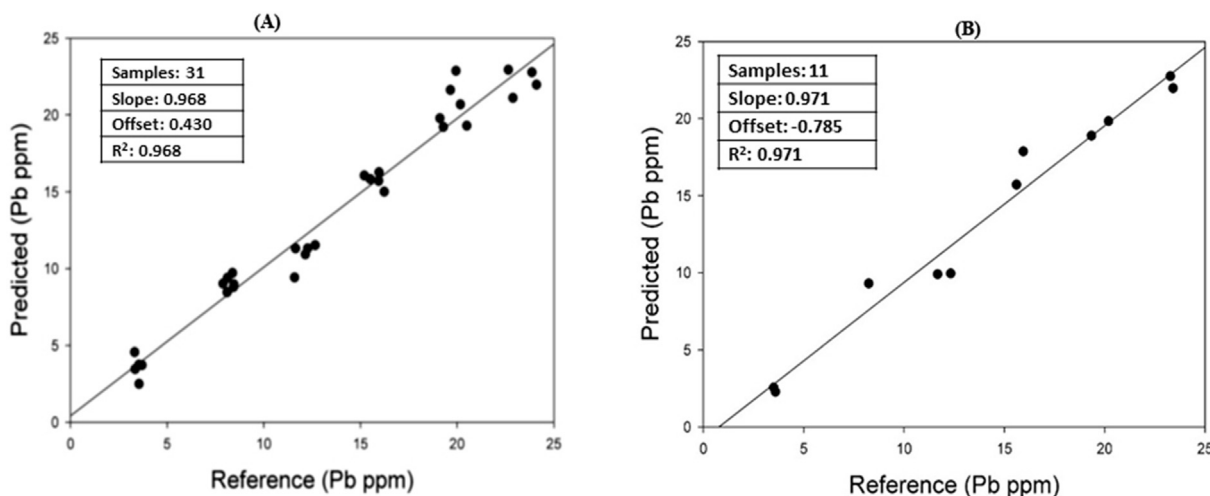 (A)
25
20
15
10
5
0
Predicted (Pb ppm)
Samples: 31
Slope: 0.968
Offset: 0.430
R²: 0.968
0 5 10 15 20 25
Reference (Pb ppm)
(B)
25
20
15
10
5
0
Predicted (Pb ppm)
Samples: 11
Slope: 0.971
Offset: -0.785
R²: 0.971
0 5 10 15 20 25
Reference (Pb ppm)